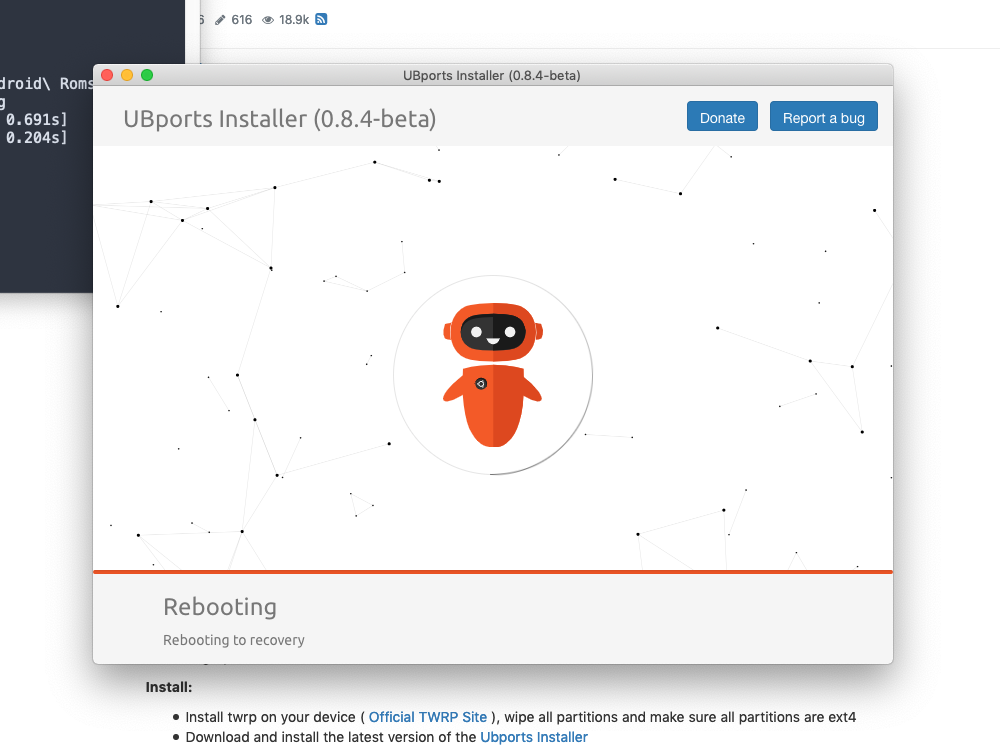 616 18.9k
UBports Installer (0.8.4-beta)
UBports Installer (0.8.4-beta) Donate Report a bug
droid\ Roms
g
0.691s]
0.204s]
Rebooting
Rebooting to recovery
Install:
Install twrp on your device ( Official TWRP Site ), wipe all partitions and make sure all partitions are ext4
Download and install the latest version of the Ubports Installer